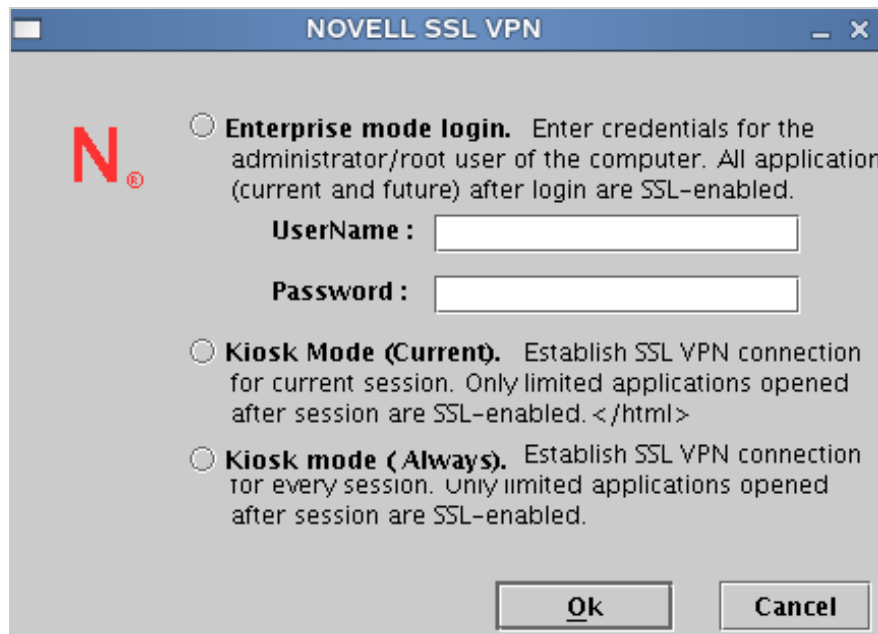 NOVELL SSL VPN
N®
Enterprise mode login. Enter credentials for the
administrator/root user of the computer. All application
(current and future) after login are SSL-enabled.
UserName :
Password :
Kiosk Mode (Current). Establish SSL VPN connection
for current session. Only limited applications opened
after session are SSL-enabled.</html>
Kiosk mode ( Always). Establish SSL VPN connection
for every session. Only limited applications opened
after session are SSL-enabled.
Ok
Cancel